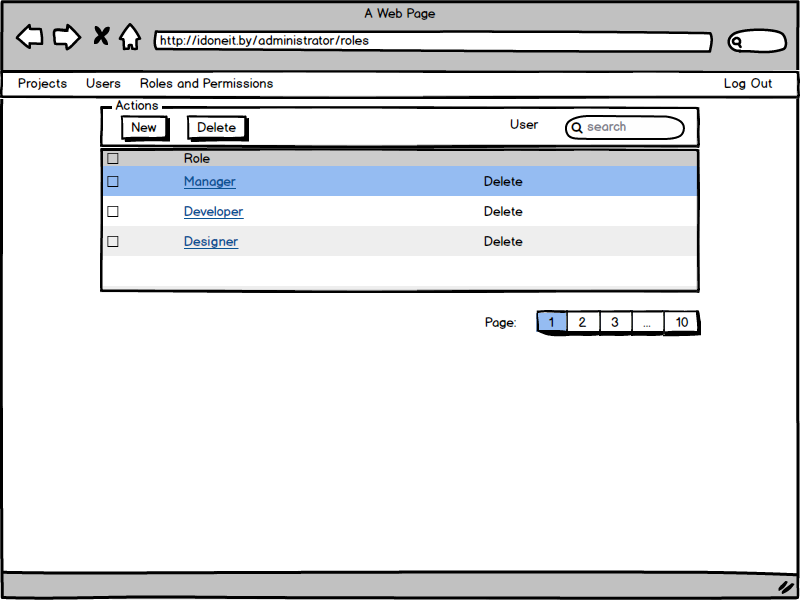 A Web Page
http://idoneit.by/administrator/roles
Projects Users Roles and Permissions Log Out
Actions
New Delete User search
Role
Manager Delete
Developer Delete
Designer Delete
Page: 1 2 3 ... 10